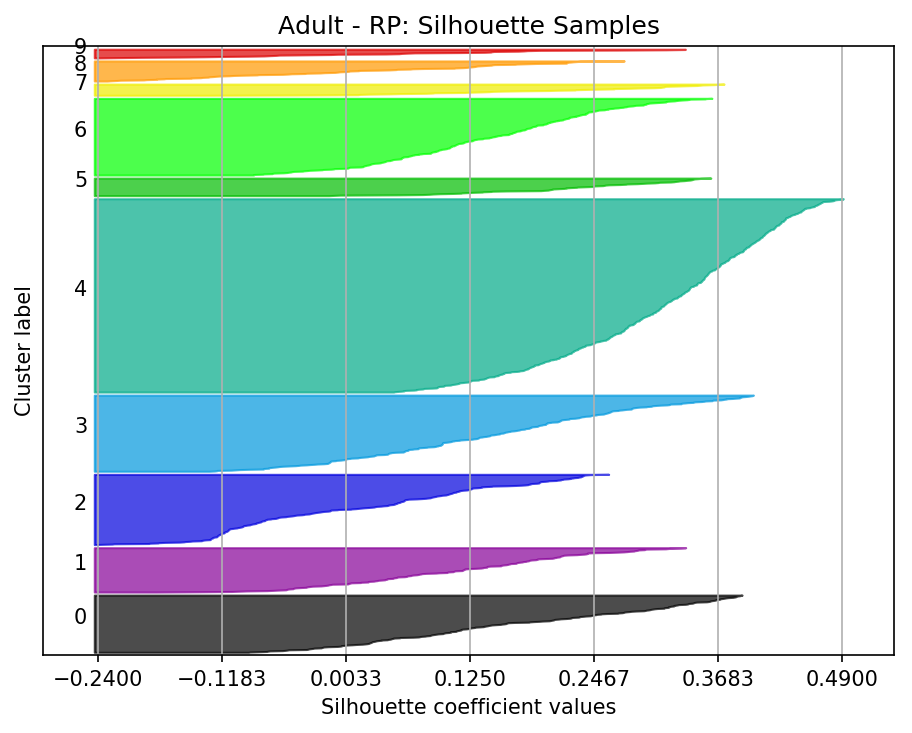 Adult - RP: Silhouette Samples
9
8
7
6
5
4
3
2
1
0
Cluster label
−0.2400 −0.1183 0.0033 0.1250 0.2467 0.3683 0.4900
Silhouette coefficient values